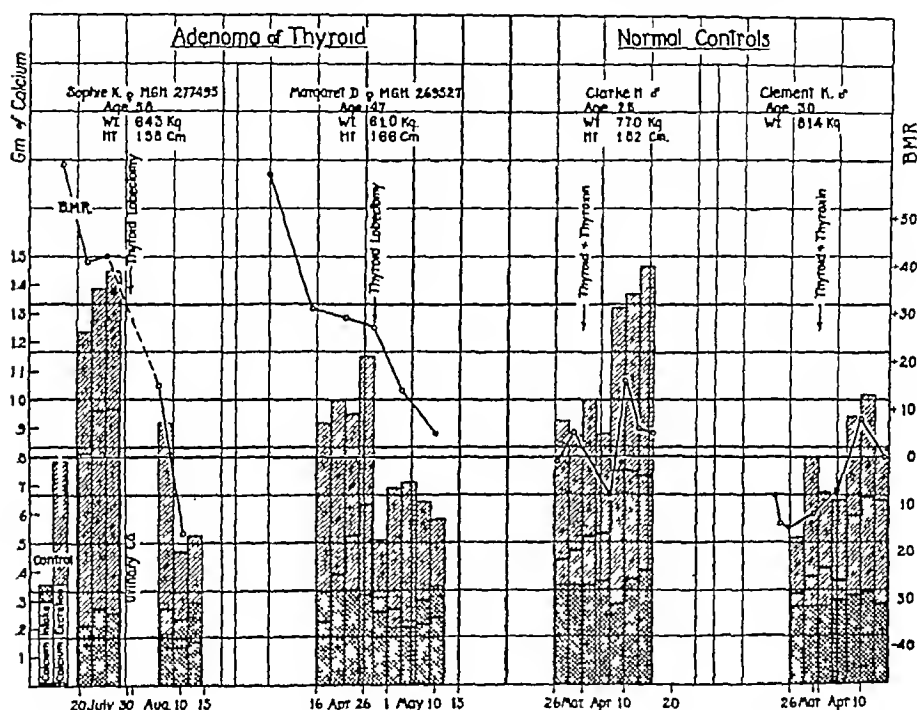 Adenoma of Thyroid
Normal Controls
Gm of Calcium
BMR
Sophie K. ♀ MGH 277495
Age 58
WT 64.3 Kg
HT 158 Cm
Margaret D ♀ MGH 269527
Age 47
WT 61.0 Kg.
HT 166 Cm
Clarke H ♂
Age 28
WT 77.0 Kg
HT 182 Cm.
Clement K. ♂
Age 30
WT 81.4 Kg
B.M.R.
Thyroid Lobectomy
Thyroid Lobectomy
Thyroid + Thyroxin
Thyroid + Thyroxin
1.5
1.4
1.3
1.2
1.1
1.0
.9
.8
.7
.6
.5
.4
.3
.2
.1
+50
+40
+30
+20
+10
0
10
20
30
-40
Control
Calcium Intake
Calcium Excreted
Urinary Ca
20 July 30 Aug 10 15
16 Apr 26 1 May 10 15
26 Mar Apr 10 20
26 Mar Apr 10